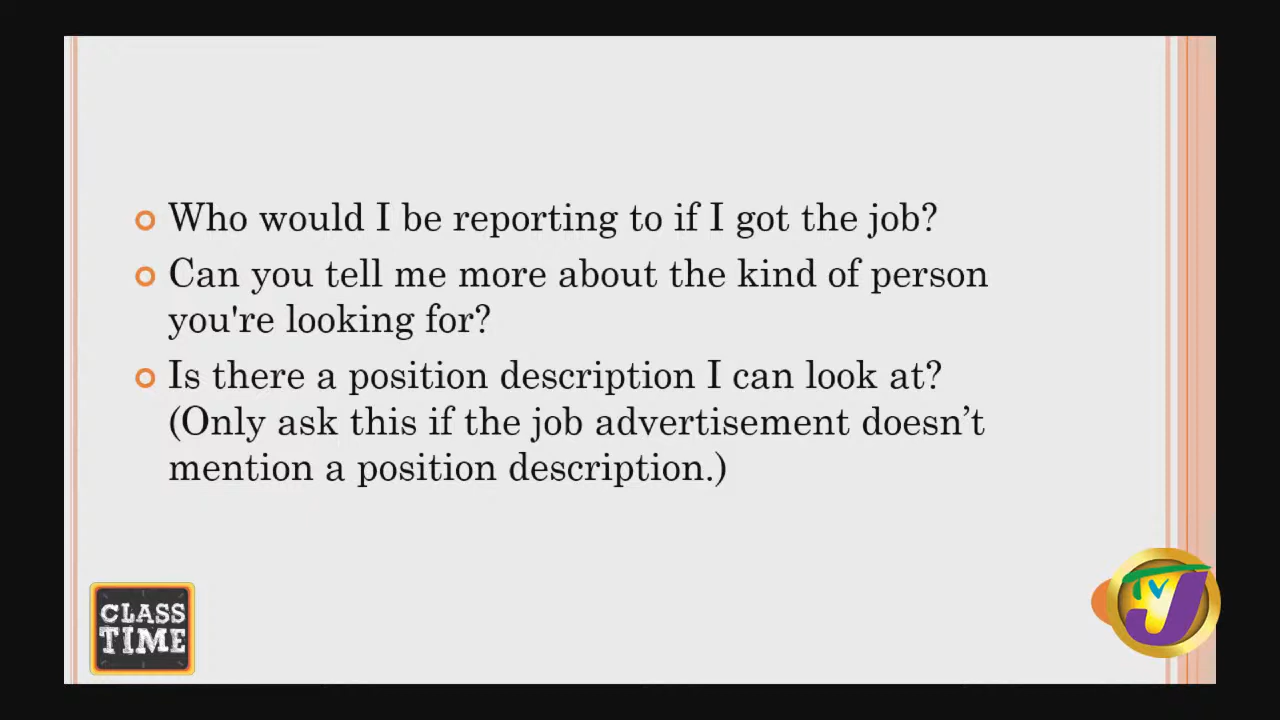 Who would I be reporting to if I got the job?
Can you tell me more about the kind of person
you're looking for?
Is there a position description I can look at?
(Only ask this if the job advertisement doesn’t
mention a position description.)
CLASS
TIME
TVJ